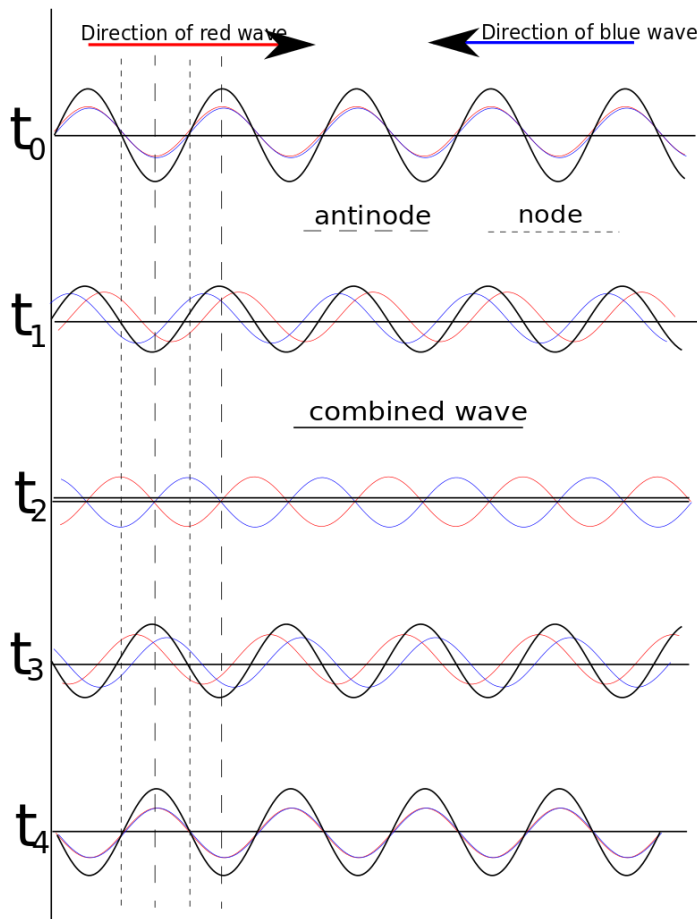 Direction of red wave
Direction of blue wave
t0
antinode
node
t1
combined wave
t2
t3
t4